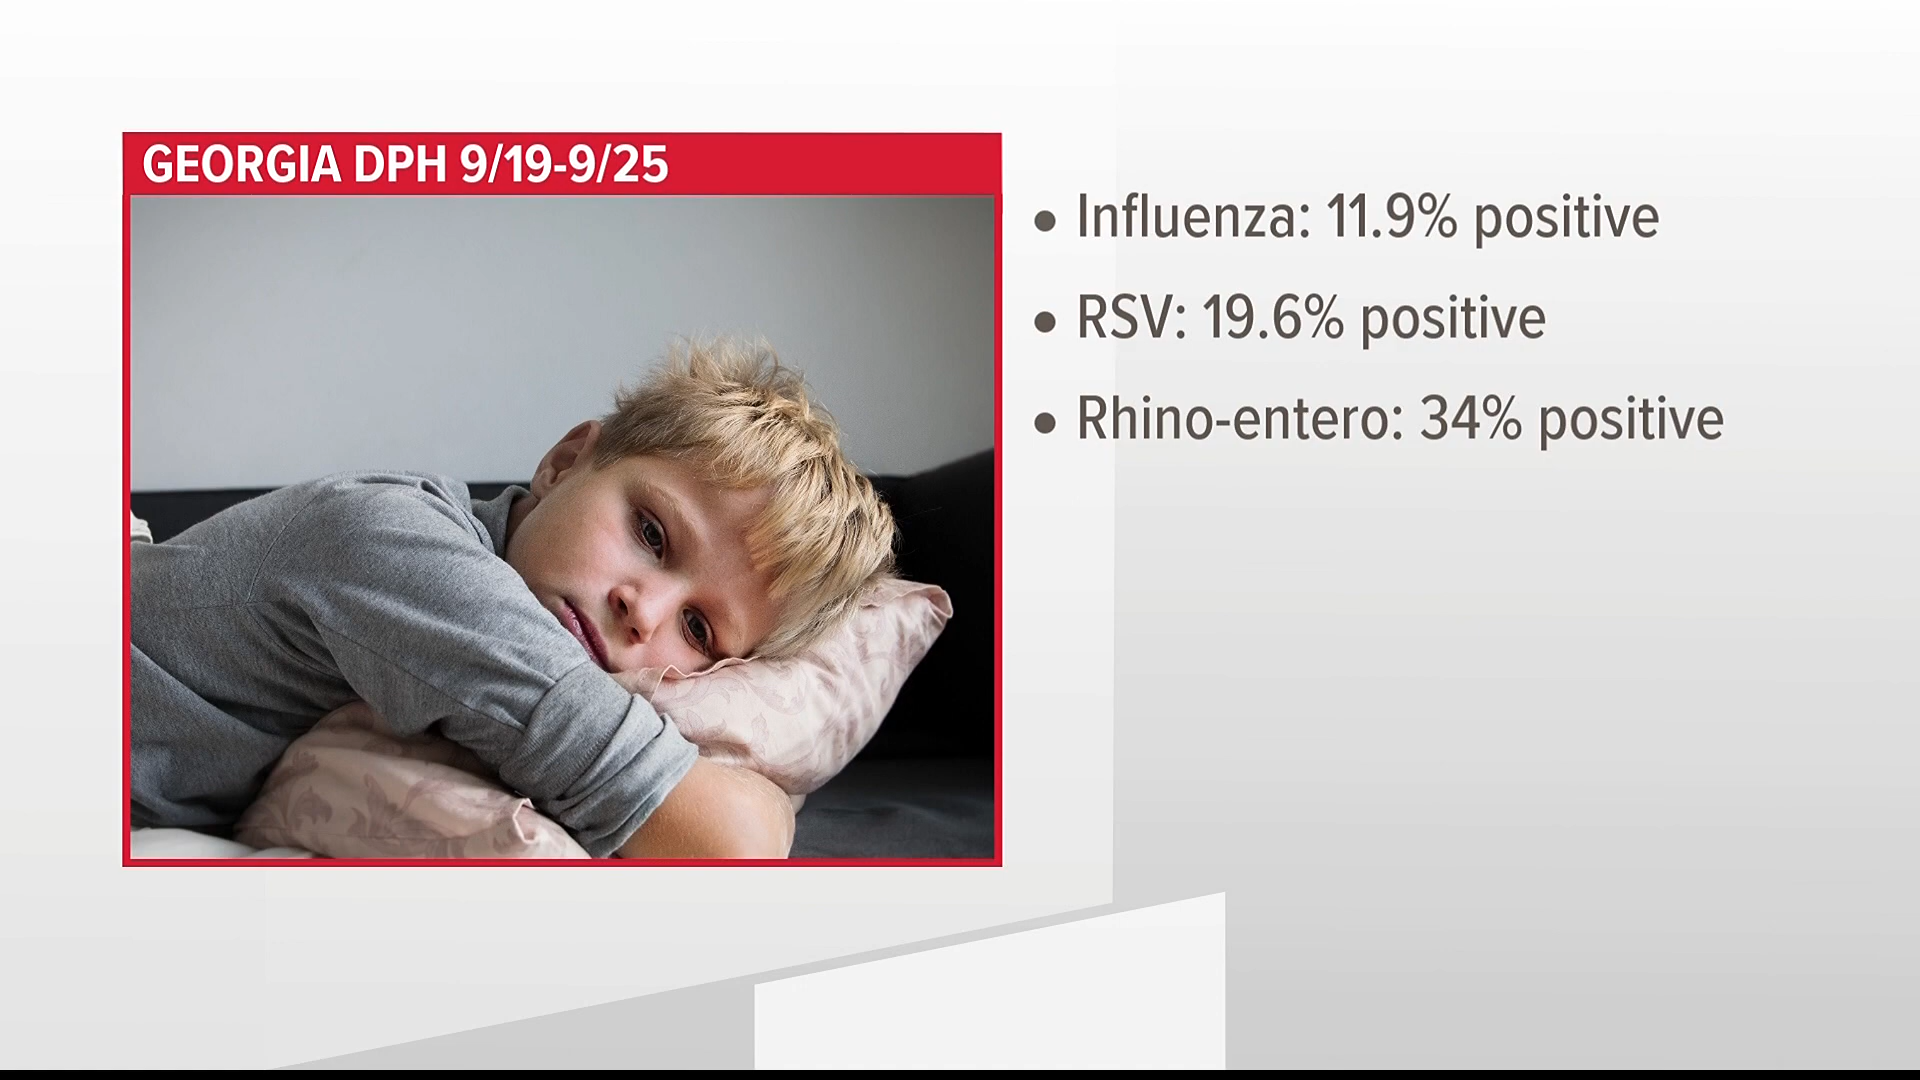 GEORGIA DPH 9/19-9/25
• Influenza: 11.9% positive
• RSV: 19.6% positive
• Rhino-entero: 34% positive